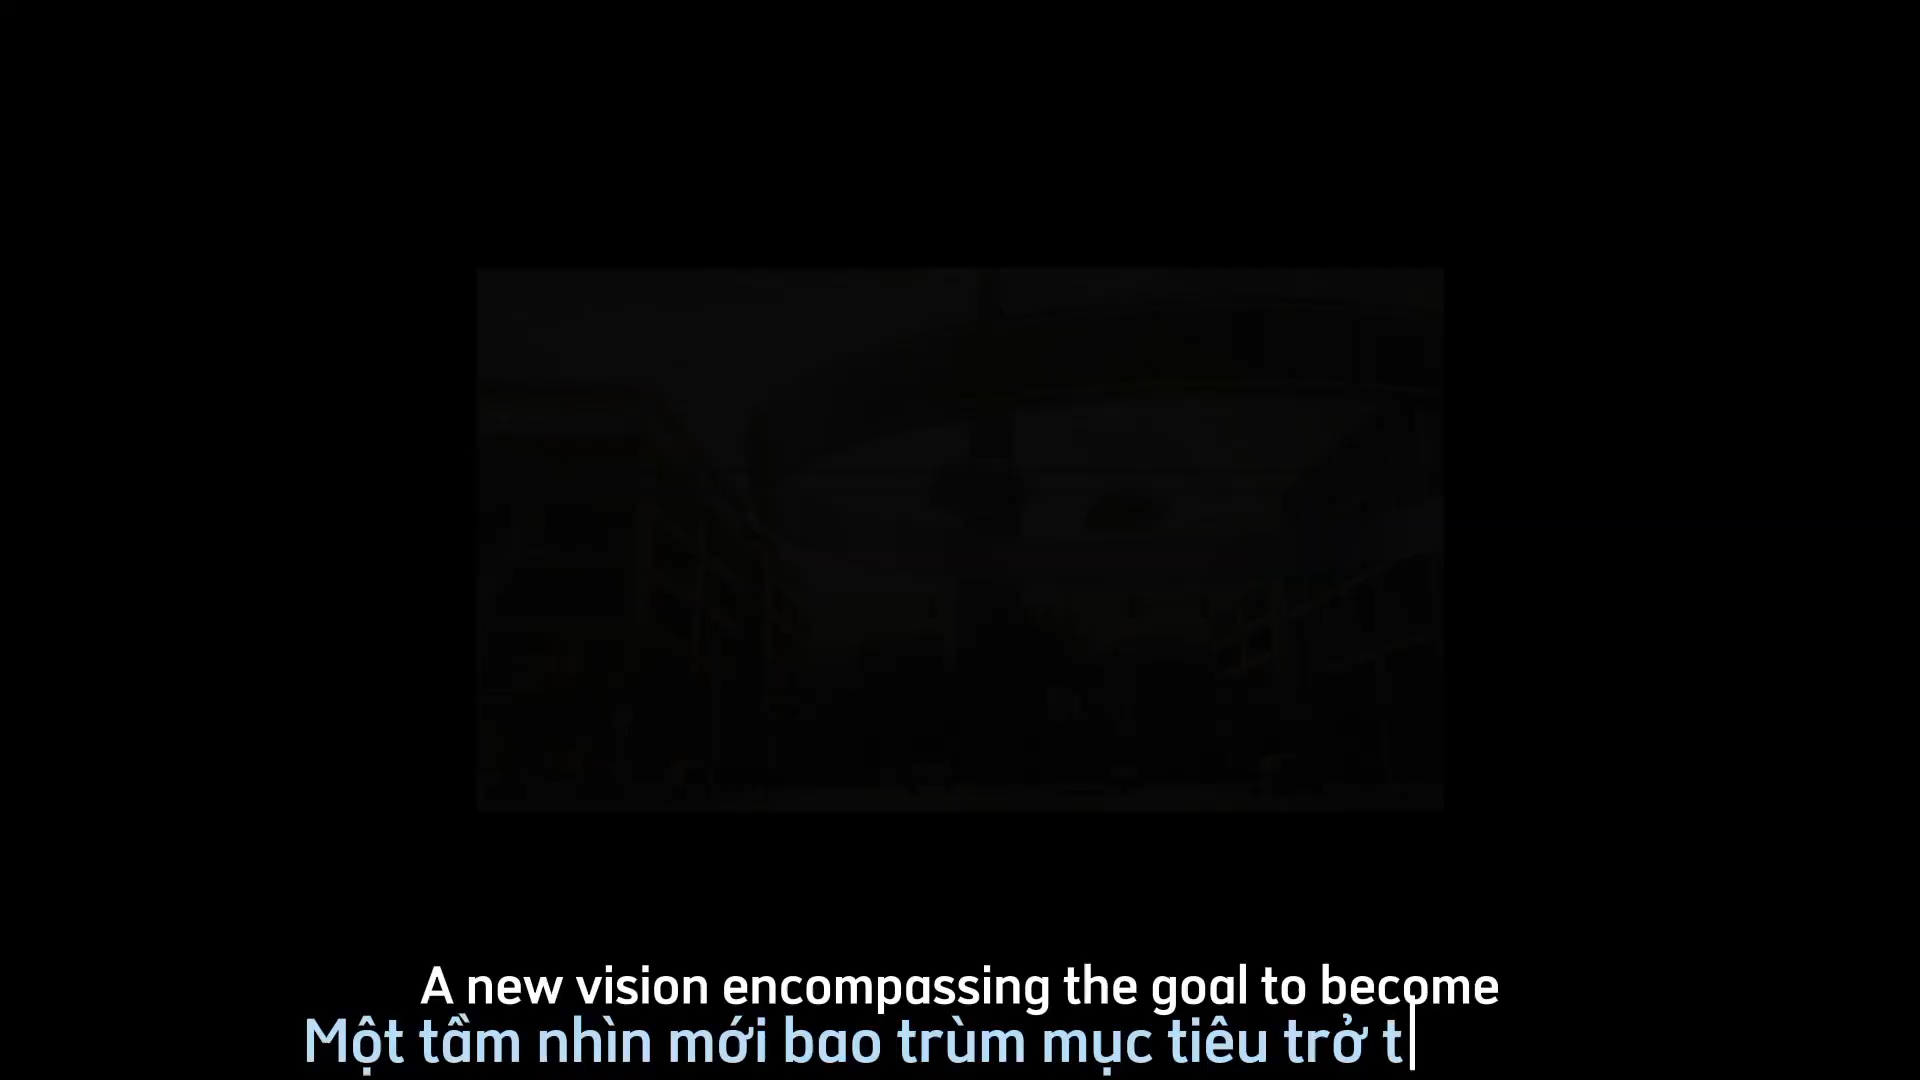 A new vision encompassing the goal to become
Một tầm nhìn mới bao trùm mục tiêu trở t